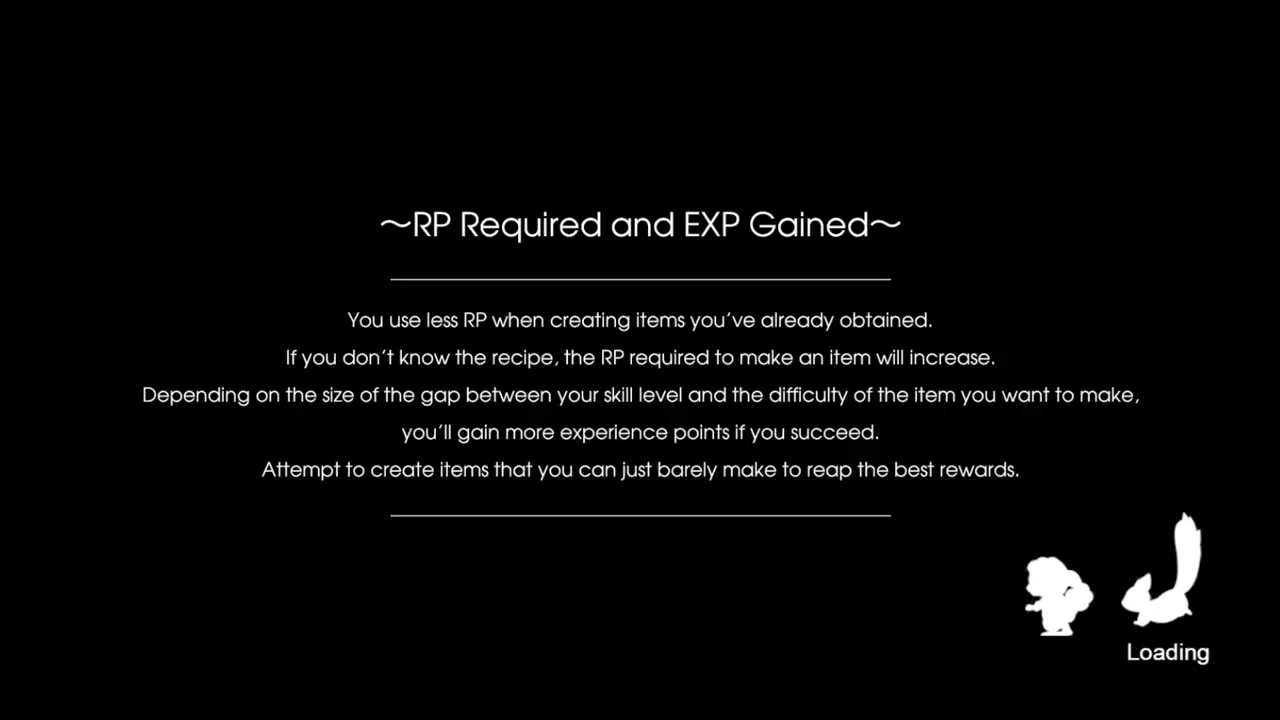 ～RP Required and EXP Gained～
You use less RP when creating items you've already obtained.
If you don't know the recipe, the RP required to make an item will increase.
Depending on the size of the gap between your skill level and the difficulty of the item you want to make,
you'll gain more experience points if you succeed.
Attempt to create items that you can just barely make to reap the best rewards.
Loading